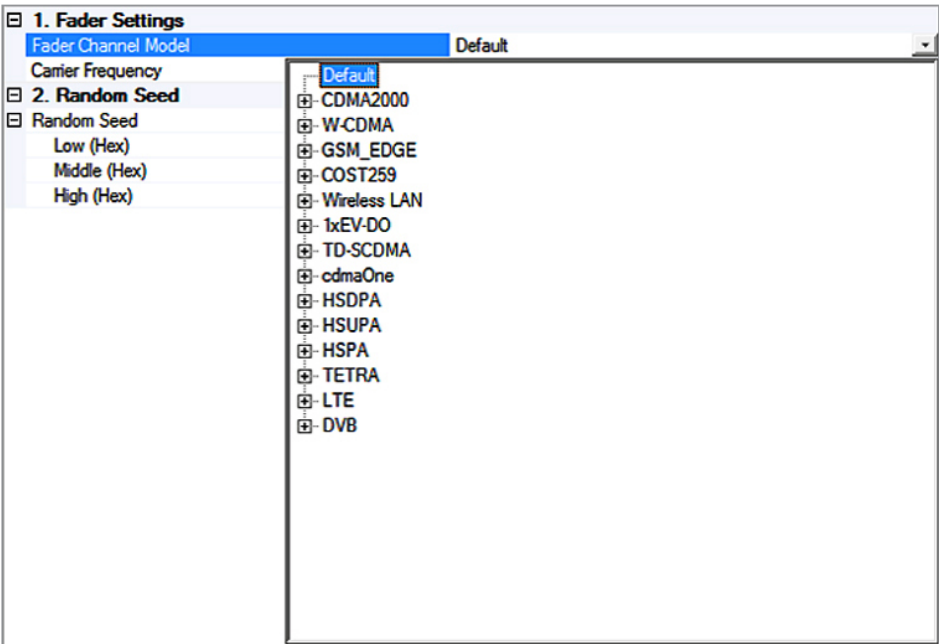 1. Fader Settings
Fader Channel Model Default
Carrier Frequency
2. Random Seed
Random Seed
Low (Hex)
Middle (Hex)
High (Hex)
Default
CDMA2000
W-CDMA
GSM_EDGE
COST259
Wireless LAN
1xEV-DO
TD-SCDMA
cdmaOne
HSDPA
HSUPA
HSPA
TETRA
LTE
DVB